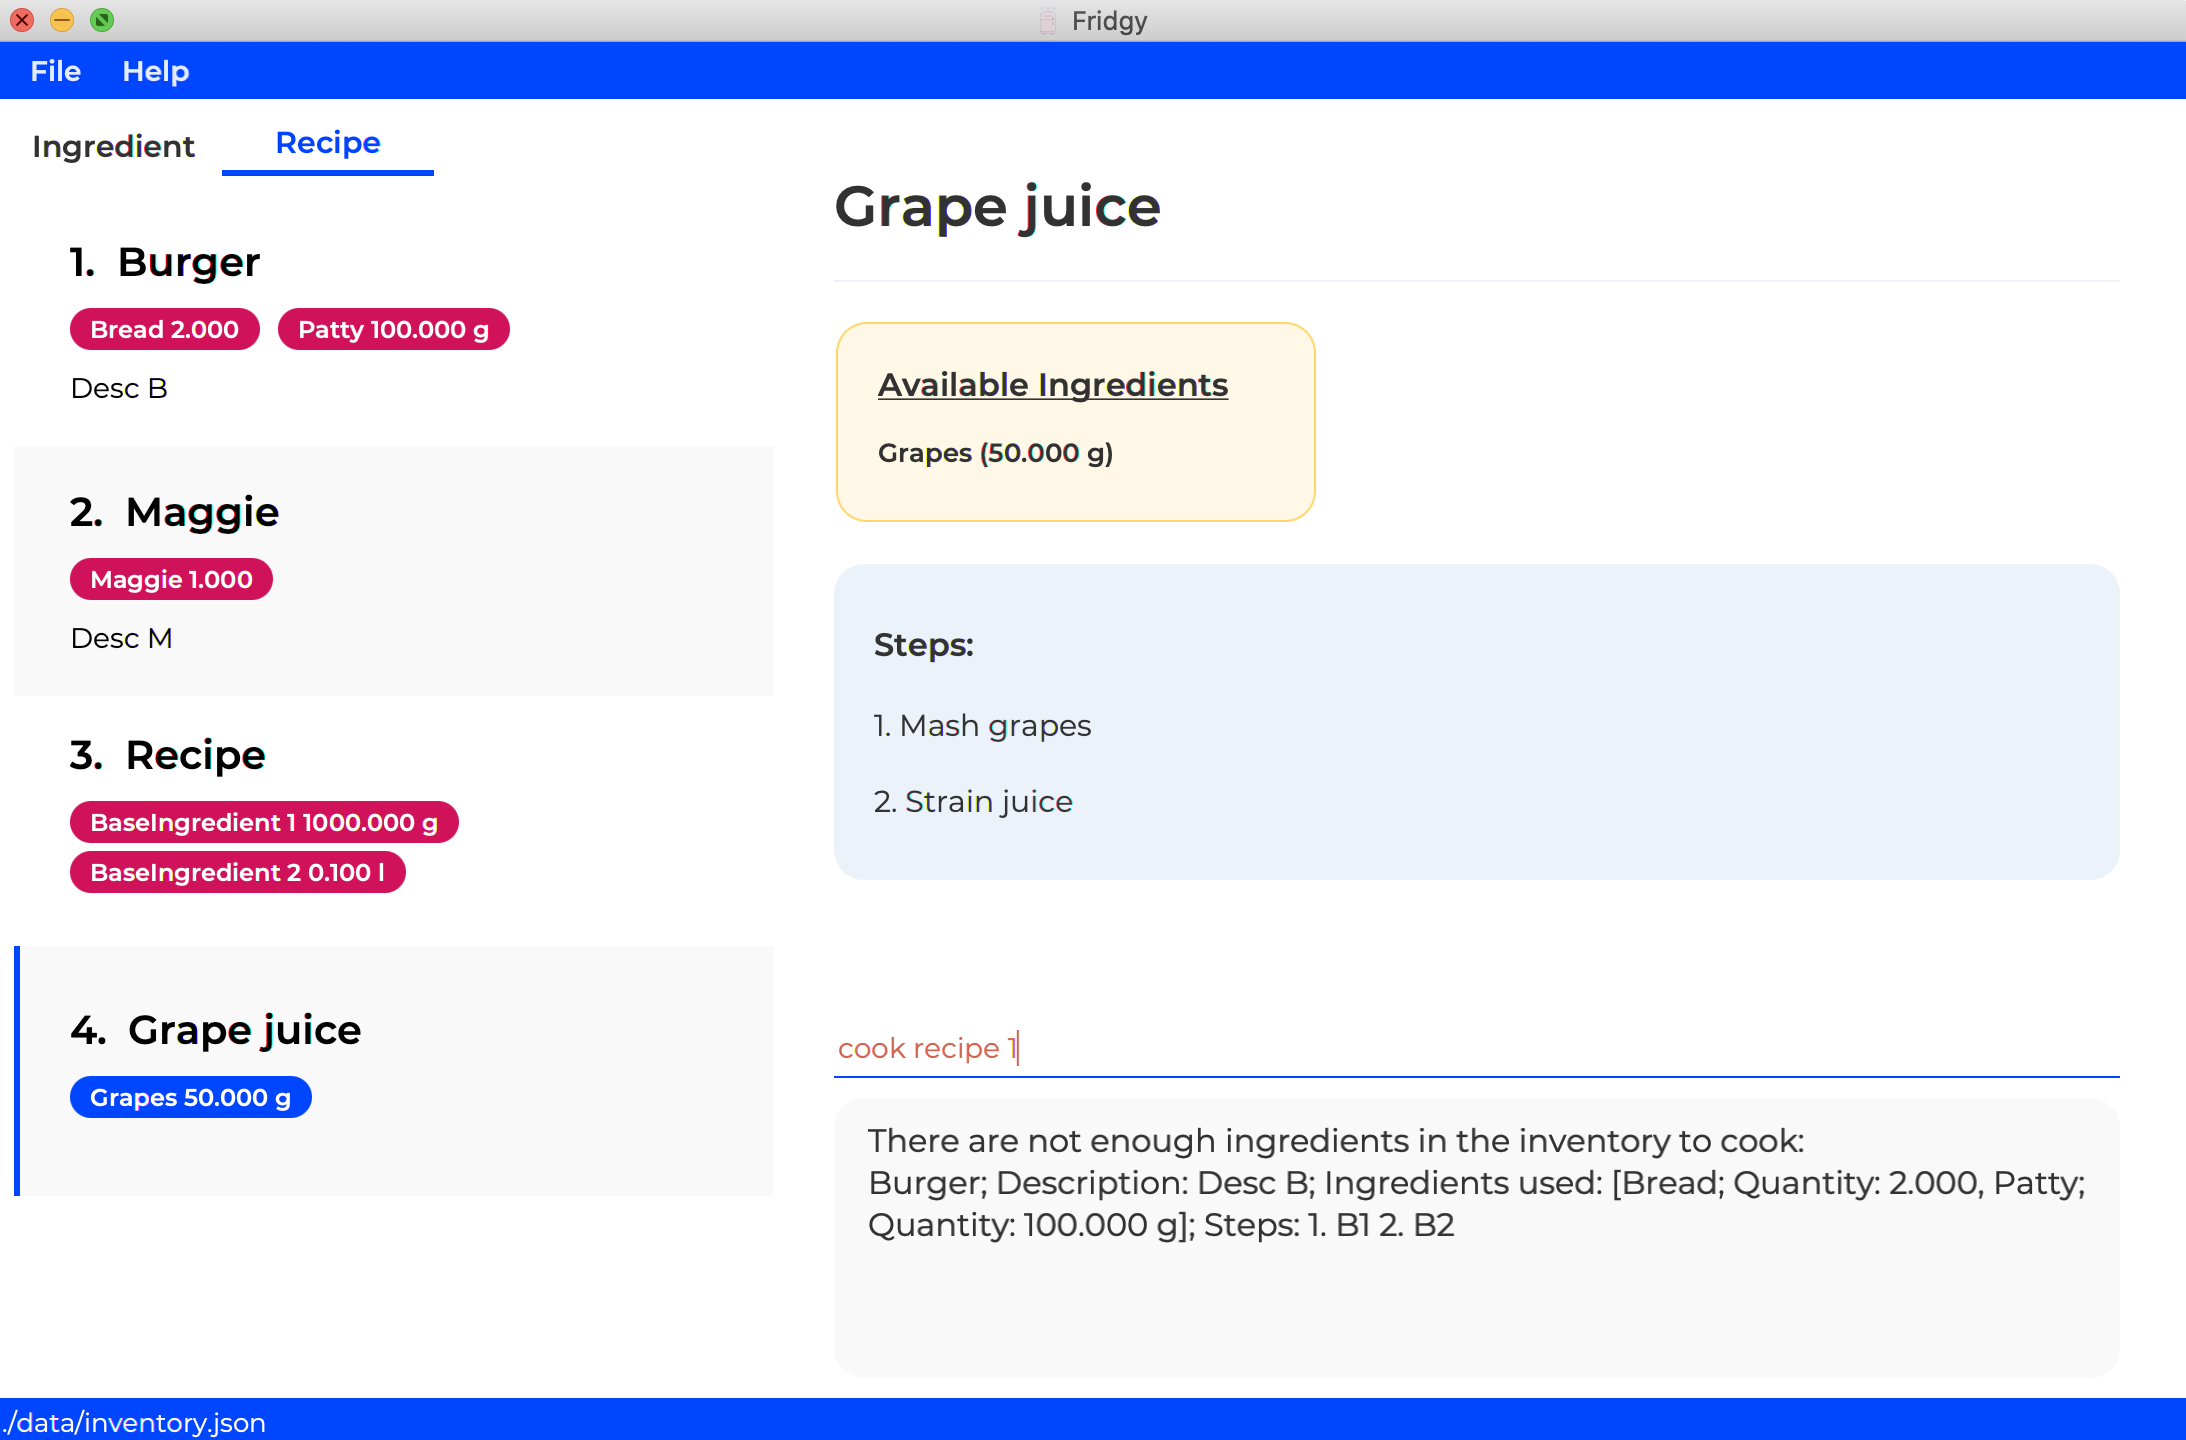 Fridgy
File Help
Ingredient Recipe
1. Burger
Bread 2.000 Patty 100.000 g
Desc B
2. Maggie
Maggie 1.000
Desc M
3. Recipe
BaseIngredient 1 1000.000 g
BaseIngredient 2 0.100 l
4. Grape juice
Grapes 50.000 g
Grape juice
Available Ingredients
Grapes (50.000 g)
Steps:
1. Mash grapes
2. Strain juice
cook recipe 1
There are not enough ingredients in the inventory to cook:
Burger; Description: Desc B; Ingredients used: [Bread; Quantity: 2.000, Patty;
Quantity: 100.000 g]; Steps: 1. B1 2. B2
./data/inventory.json